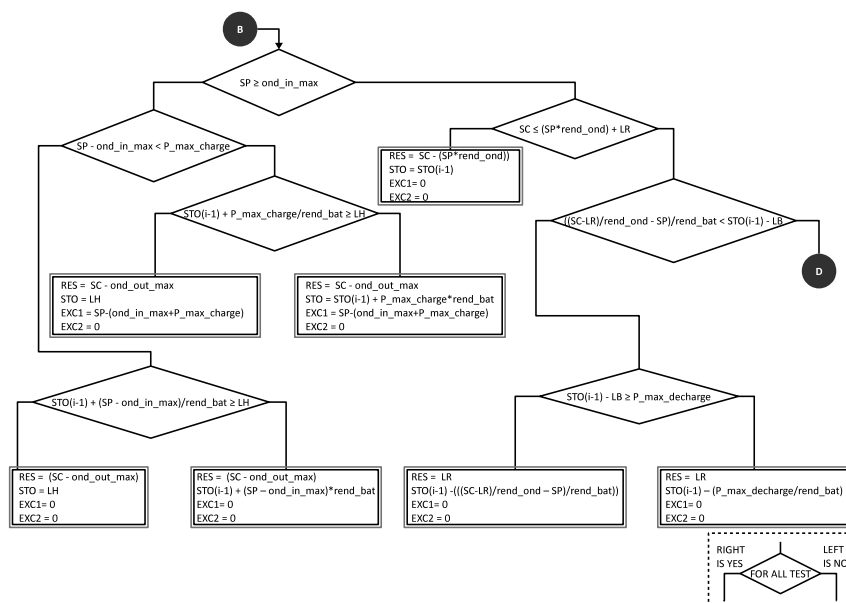 B
SP ≥ ond_in_max
SP - ond_in_max < P_max_charge
SC ≤ (SP*rend_ond) + LR
RES = SC - (SP*rend_ond))
STO = STO(i-1)
EXC1= 0
EXC2 = 0
STO(i-1) + P_max_charge/rend_bat ≥ LH
((SC-LR)/rend_ond - SP)/rend_bat < STO(i-1) - LB
D
RES = SC - ond_out_max
STO = LH
EXC1 = SP-(ond_in_max+P_max_charge)
EXC2 = 0
RES = SC - ond_out_max
STO = STO(i-1) + P_max_charge*rend_bat
EXC1 = SP-(ond_in_max+P_max_charge)
EXC2 = 0
STO(i-1) + (SP - ond_in_max)/rend_bat ≥ LH
STO(i-1) - LB ≥ P_max_decharge
RES = (SC - ond_out_max)
STO = LH
EXC1= 0
EXC2 = 0
RES = (SC - ond_out_max)
STO(i-1) + (SP – ond_in_max)*rend_bat
EXC1= 0
EXC2 = 0
RES = LR
STO(i-1) -(((SC-LR)/rend_ond – SP)/rend_bat))
EXC1= 0
EXC2 = 0
RES = LR
STO(i-1) – (P_max_decharge/rend_bat)
EXC1= 0
EXC2 = 0
RIGHT
IS YES
FOR ALL TEST
LEFT
IS NO